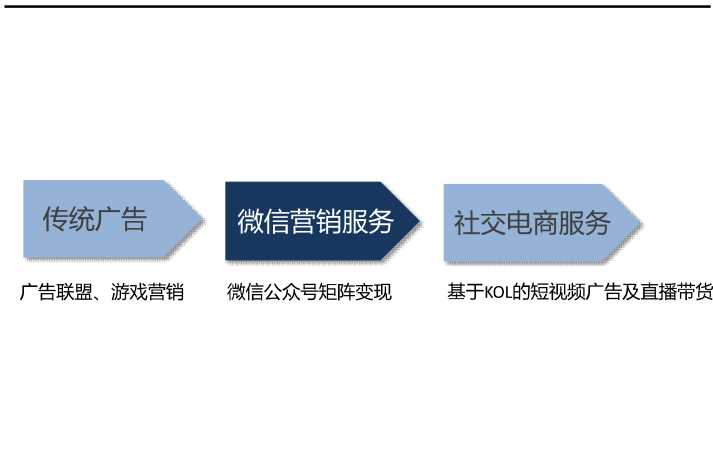 传统广告
微信营销服务
社交电商服务
广告联盟、游戏营销
微信公众号矩阵变现
基于KOL的短视频广告及直播带货